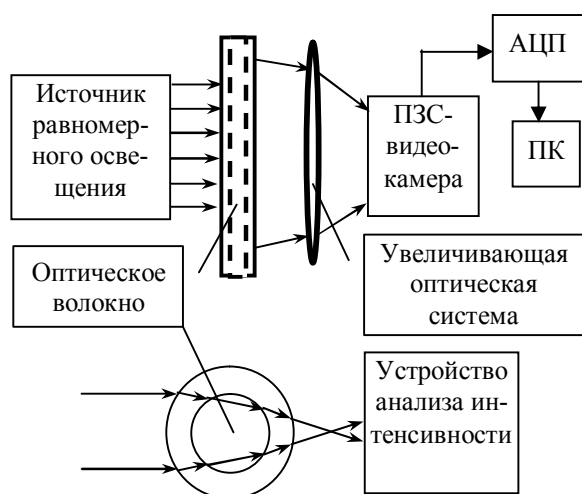 Источник
равномер-
ного осве-
щения
АЦП
ПЗС-
видео-
камера
ПК
Оптическое
волокно
Увеличивающая
оптическая
система
Устройство
анализа ин-
тенсивности